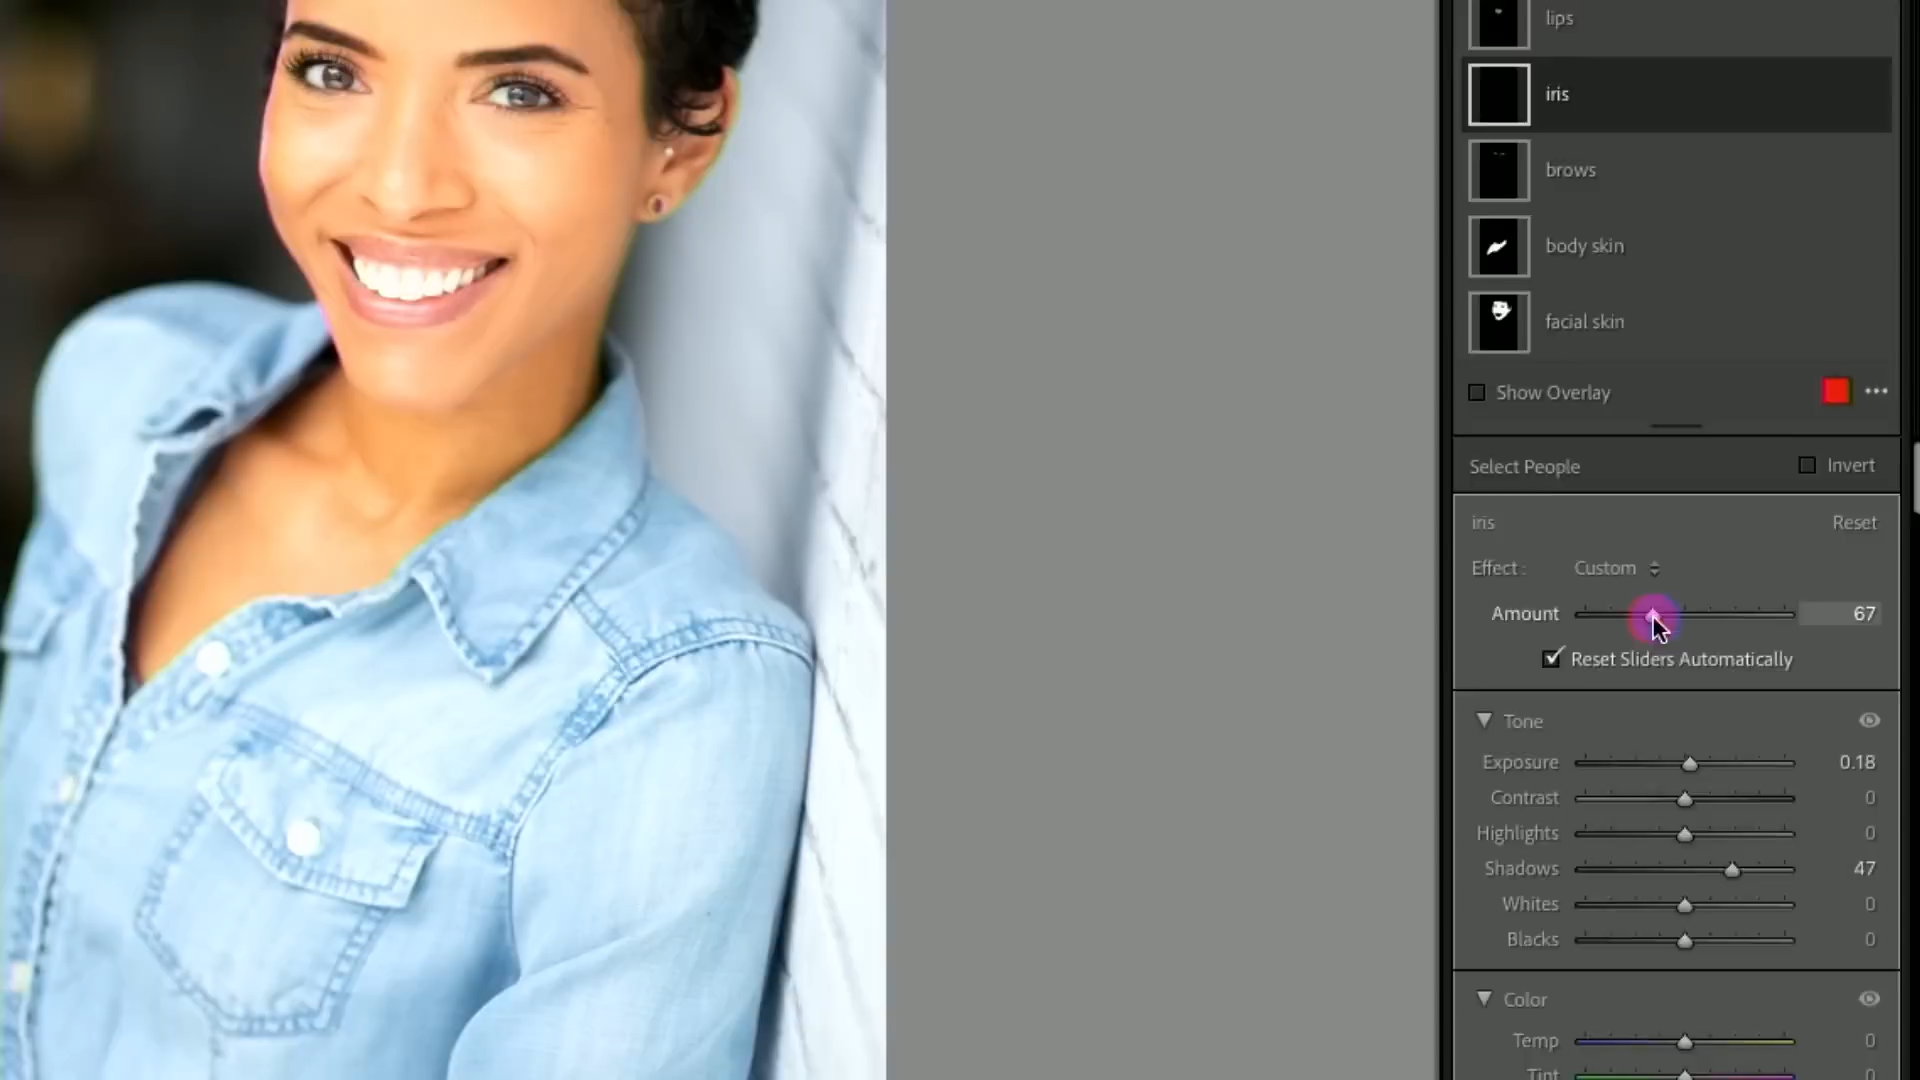 lips
iris
brows
body skin
facial skin
Show Overlay
Select People Invert
iris Reset
Effect : Custom
Amount 67
Reset Sliders Automatically
Tone
Exposure 0.18
Contrast 0
Highlights 0
Shadows 47
Whites 0
Blacks 0
Color
Temp 0
Tint 0